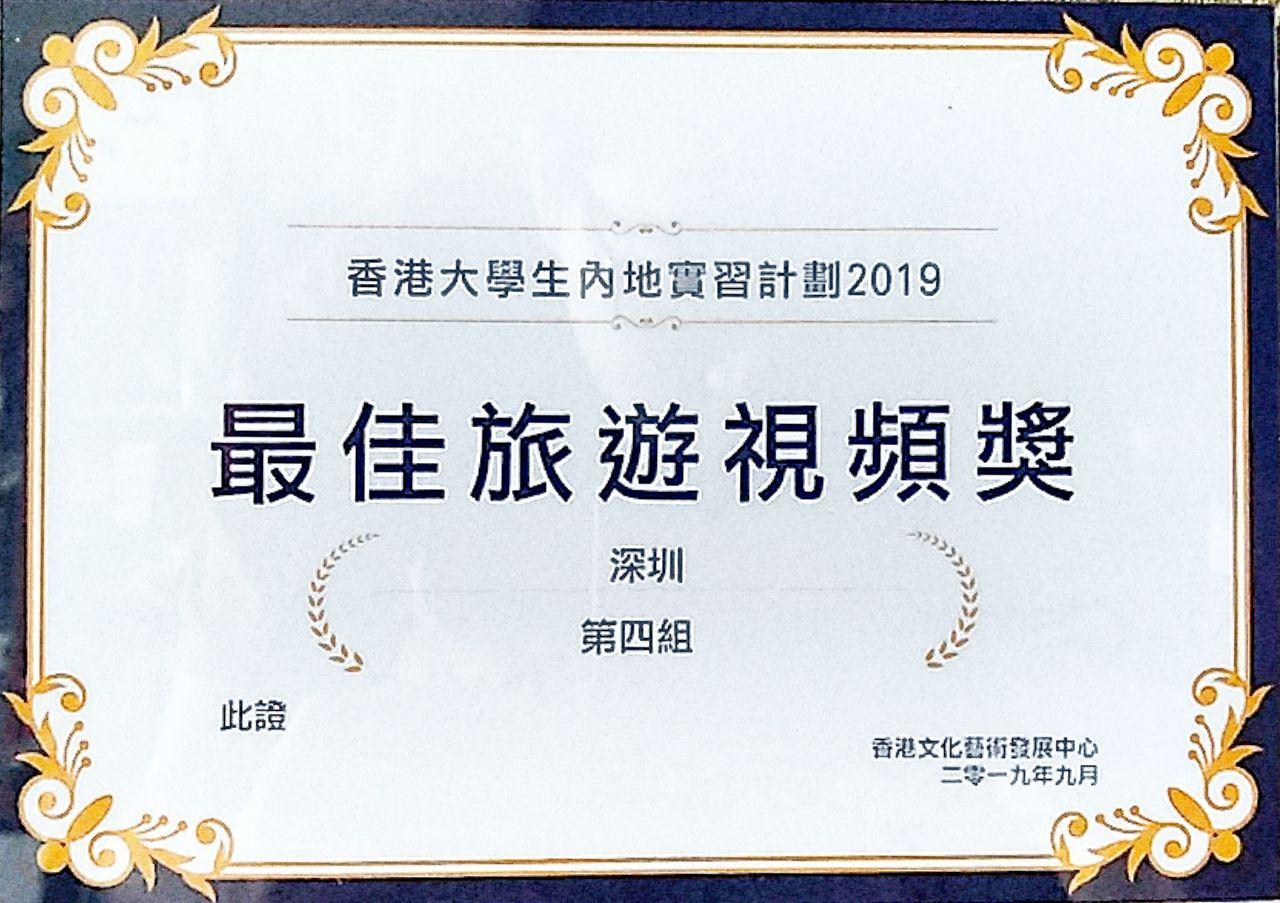 香港大學生內地實習計劃2019
最佳旅遊視頻獎
深圳
第四組
此證
香港文化藝術發展中心
二零一九年九月